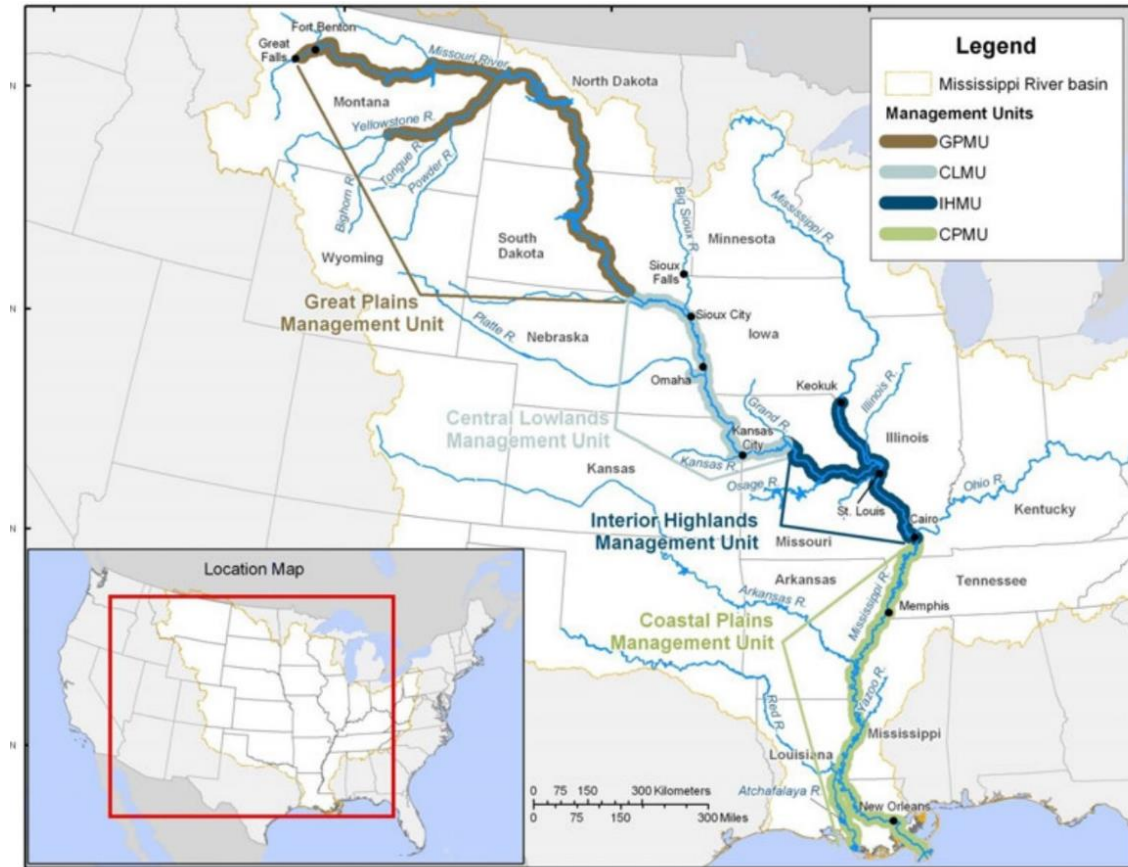 Legend
Mississippi River basin
Management Units
GPMU
CLMU
IHMU
CPMU
Fort Benton
Great
Falls
Missouri River
North Dakota
Montana
Yellowstone R.
Tongue R.
Powder R.
Bighorn R.
Mississippi R.
Big Sioux R.
Minnesota
South
Dakota
Wyoming
Sioux
Falls
Great Plains
Management Unit
Sioux City
Nebraska
Platte R.
Iowa
Omaha
Keokuk
Illinois R.
Grand R.
Central Lowlands
Management Unit
Kansas
City
Illinois
Kansas R.
Kansas
Osage R.
St. Louis
Ohio R.
Cairo
Kentucky
Interior Highlands
Management Unit
Missouri
Location Map
Arkansas
Tennessee
Arkansas R.
Mississippi R.
Memphis
Coastal Plains
Management Unit
Red R.
Yazoo R.
Mississippi
Louisiana
Atchafalaya R.
New Orleans
0 75 150 300 Kilometers
0 75 150 300 Miles
N
N
N
N